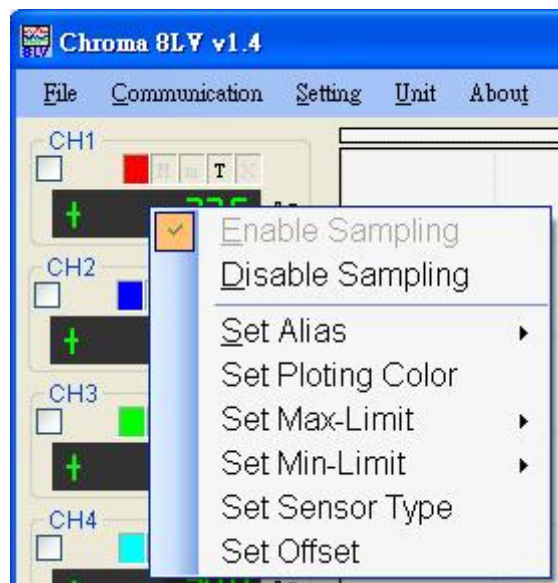 Chroma 8LV v1.4
File Communication Setting Unit About
CH1
M m T X
Enable Sampling
CH2
Disable Sampling
Set Alias
Set Ploting Color
CH3
Set Max-Limit
Set Min-Limit
Set Sensor Type
CH4
Set Offset